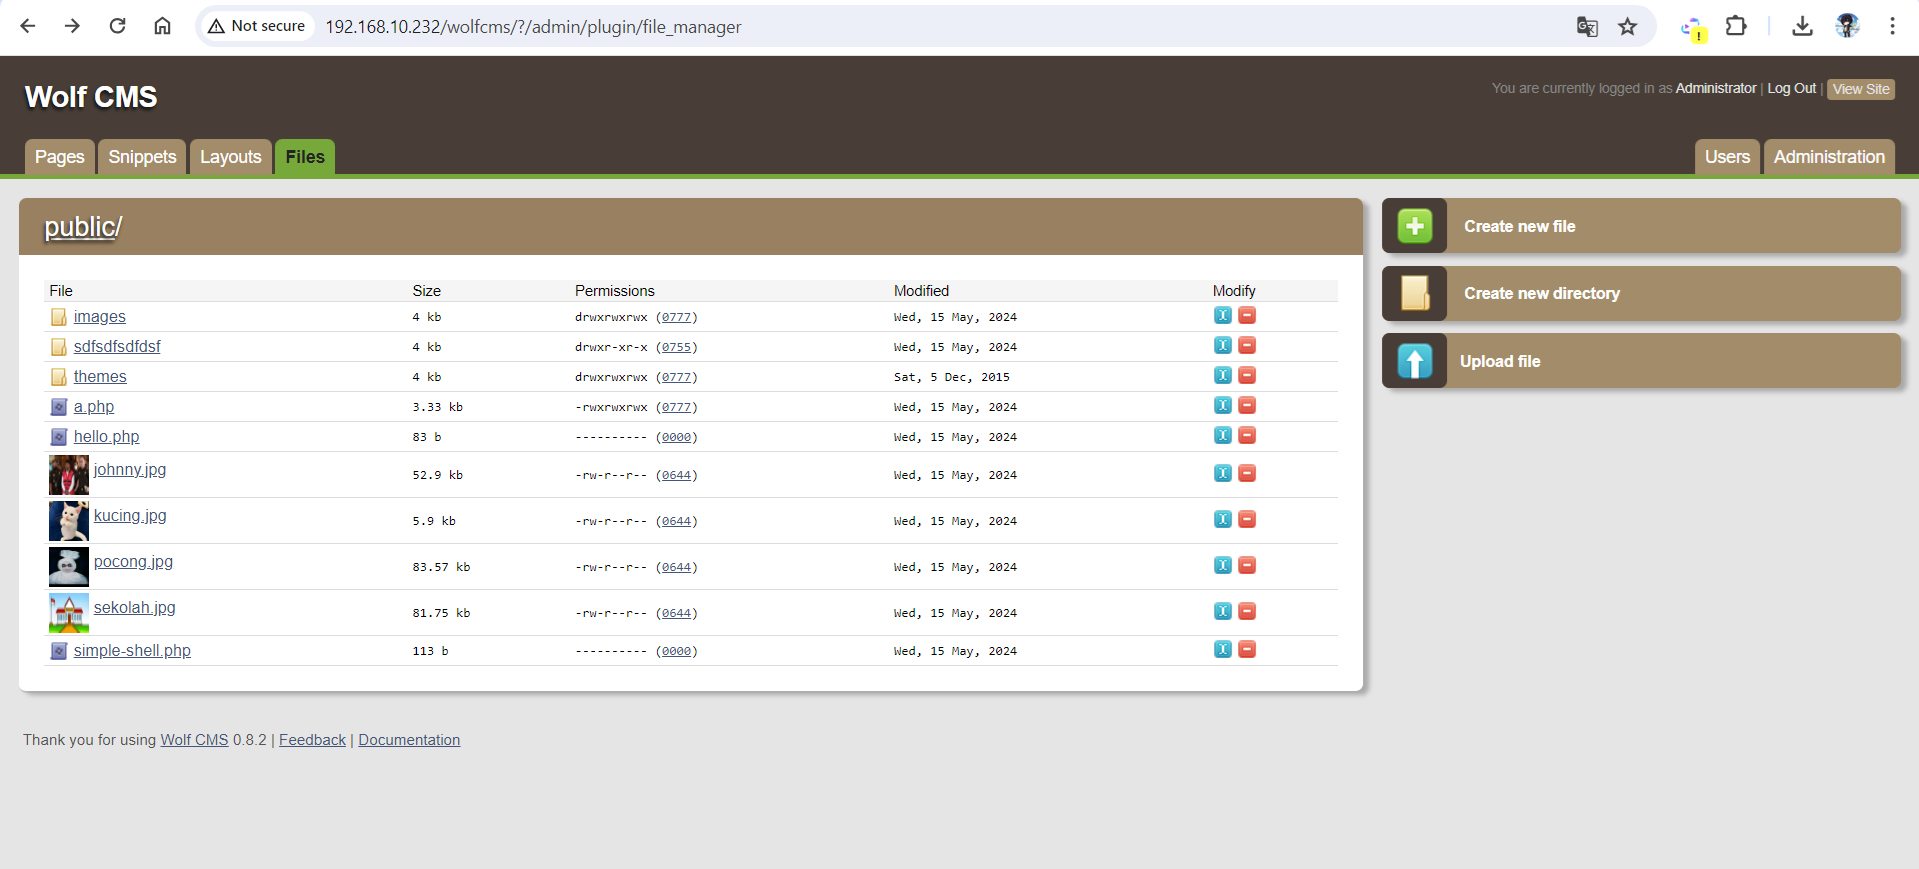 Not secure 192.168.10.232/wolfcms/?/admin/plugin/file_manager
Wolf CMS
You are currently logged in as Administrator | Log Out | View Site
Pages Snippets Layouts Files Users Administration
public/
Create new file
Create new directory
Upload file
File Size Permissions Modified Modify
images 4 kb drwxrwxrwx (0777) Wed, 15 May, 2024
sdfsdfsdfdsf 4 kb drwxr-xr-x (0755) Wed, 15 May, 2024
themes 4 kb drwxrwxrwx (0777) Sat, 5 Dec, 2015
a.php 3.33 kb -rwxrwxrwx (0777) Wed, 15 May, 2024
hello.php 83 b ---------- (0000) Wed, 15 May, 2024
johnny.jpg 52.9 kb -rw-r--r-- (0644) Wed, 15 May, 2024
kucing.jpg 5.9 kb -rw-r--r-- (0644) Wed, 15 May, 2024
pocong.jpg 83.57 kb -rw-r--r-- (0644) Wed, 15 May, 2024
sekolah.jpg 81.75 kb -rw-r--r-- (0644) Wed, 15 May, 2024
simple-shell.php 113 b ---------- (0000) Wed, 15 May, 2024
Thank you for using Wolf CMS 0.8.2 | Feedback | Documentation